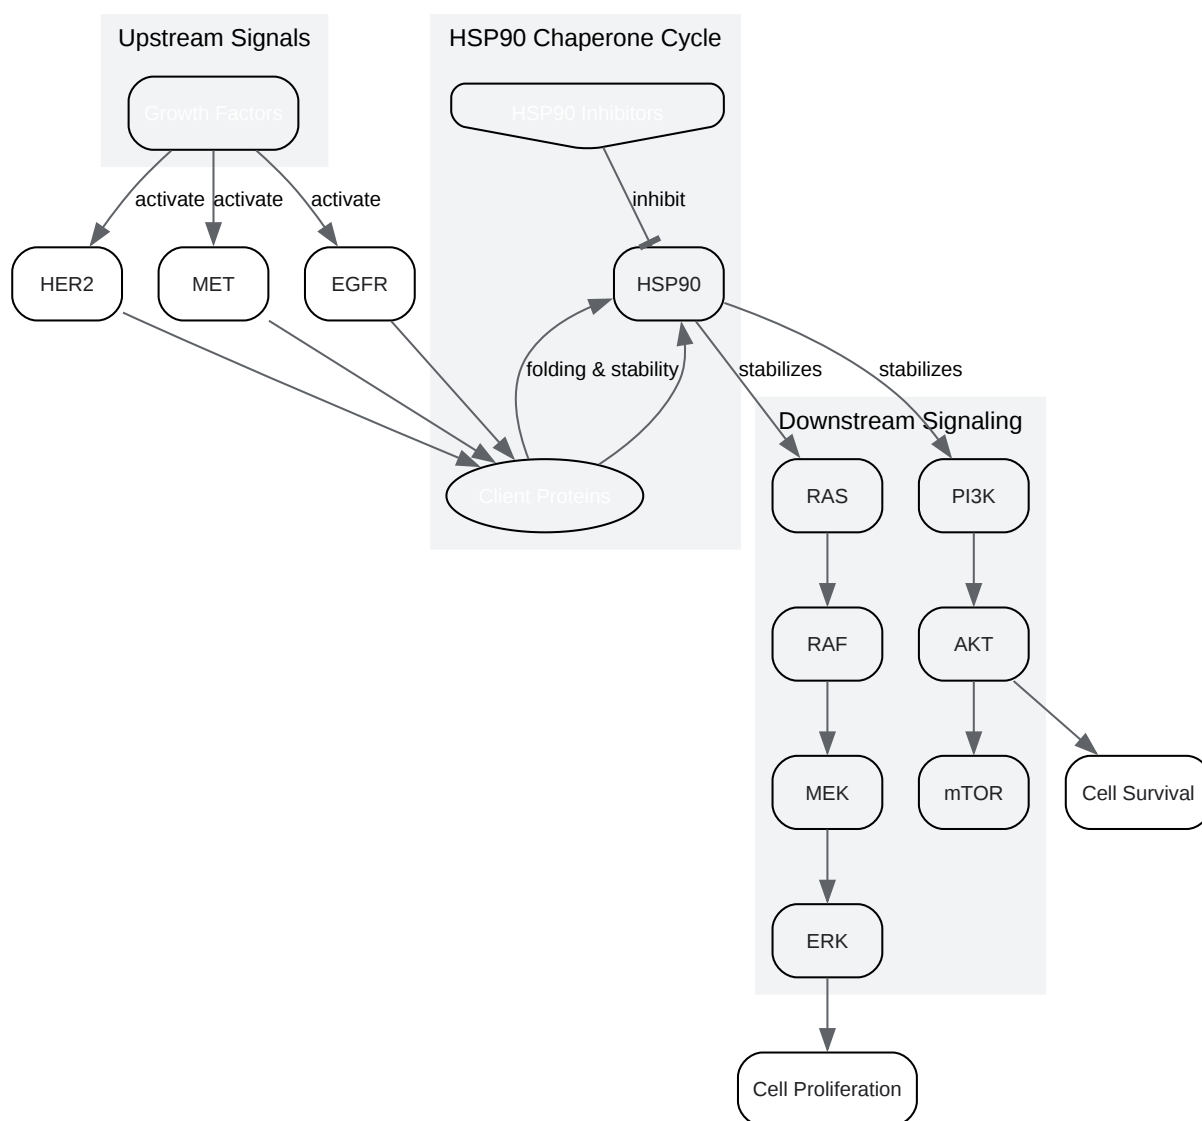 Upstream Signals
HSP90 Chaperone Cycle
Growth Factors
HSP90 Inhibitors
activate
activate
activate
inhibit
HER2
MET
EGFR
HSP90
folding & stability
stabilizes
stabilizes
Downstream Signaling
Client Proteins
RAS
PI3K
RAF
AKT
MEK
mTOR
Cell Survival
ERK
Cell Proliferation